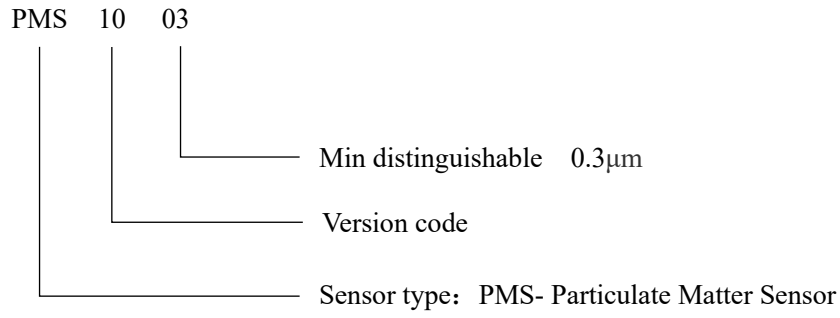 PMS 10 03
Min distinguishable 0.3μm
Version code
Sensor type：PMS- Particulate Matter Sensor